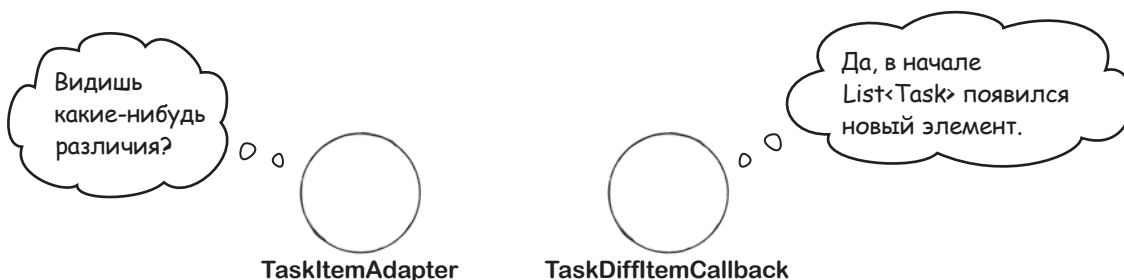 Видишь
какие-нибудь
различия?
Да, в начале
List<Task> появился
новый элемент.
TaskItemAdapter
TaskDiffItemCallback